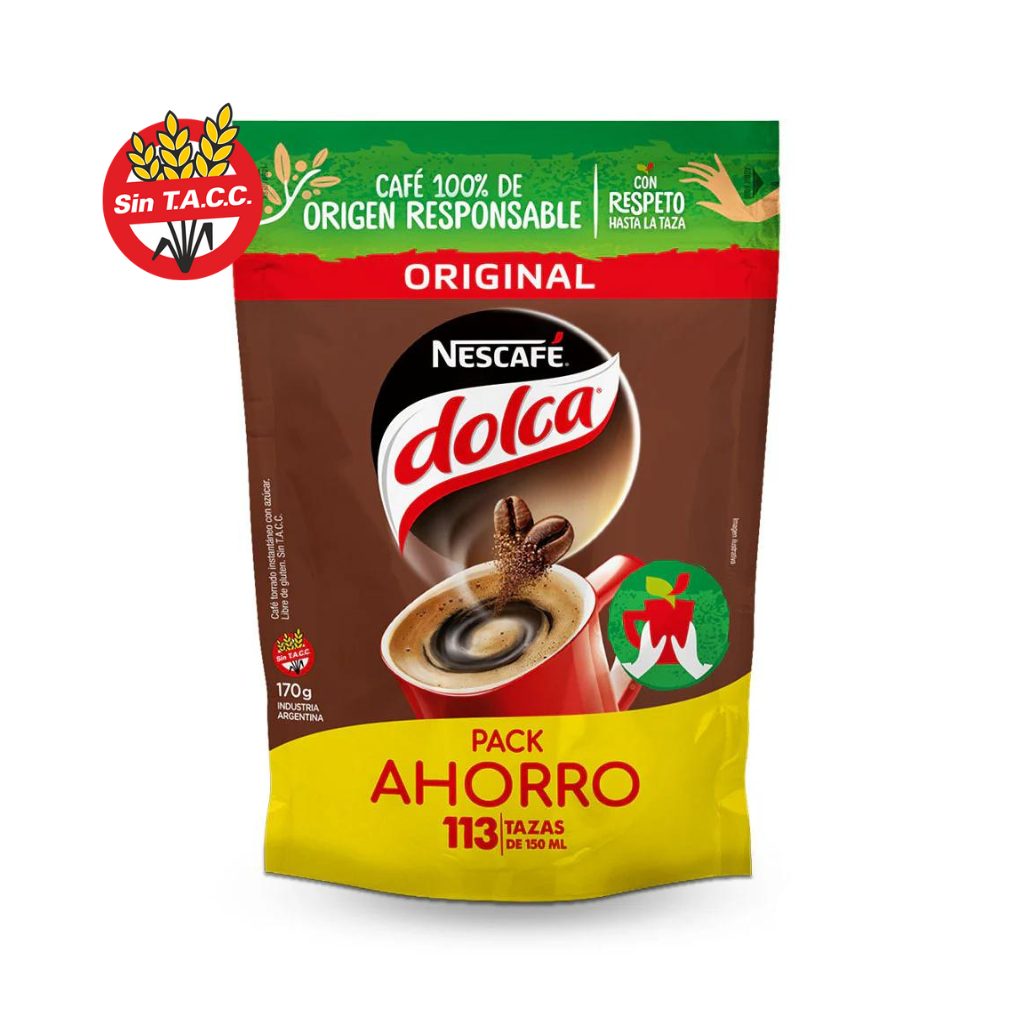 Sin T.A.C.C.
CAFÉ 100% DE
ORIGEN RESPONSABLE
CON
RESPETO
HASTA LA TAZA
ORIGINAL
NESCAFÉ®
dolca®
Café torrado instantáneo con azúcar.
Libre de gluten. Sin T.A.C.C.
Imagen ilustrativa
Sin T.A.C.C.
170g
INDUSTRIA
ARGENTINA
PACK
AHORRO
113 TAZAS
DE 150 ML